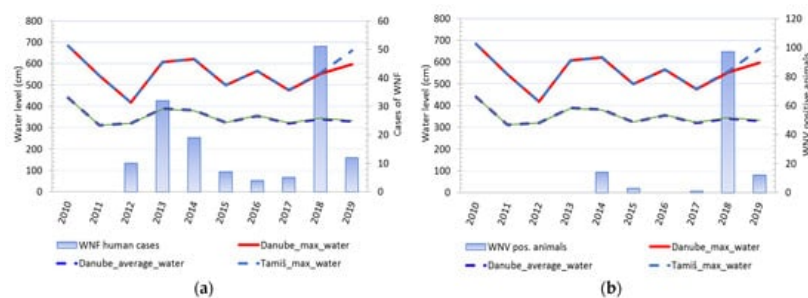 800
700
600
500
400
300
200
100
0
Water level (cm)
60
50
40
30
20
10
0
Cases of WNF
2010 2011 2012 2013 2014 2015 2016 2017 2018 2019
WNF human cases Danube_max_water
Danube_average_water Tamiš_max_water
(a)
800
700
600
500
400
300
200
100
0
Water level (cm)
120
100
80
60
40
20
0
WNV positive animals
2010 2011 2012 2013 2014 2015 2016 2017 2018 2019
WNV pos. animals Danube_max_water
Danube_average_water Tamiš_max_water
(b)